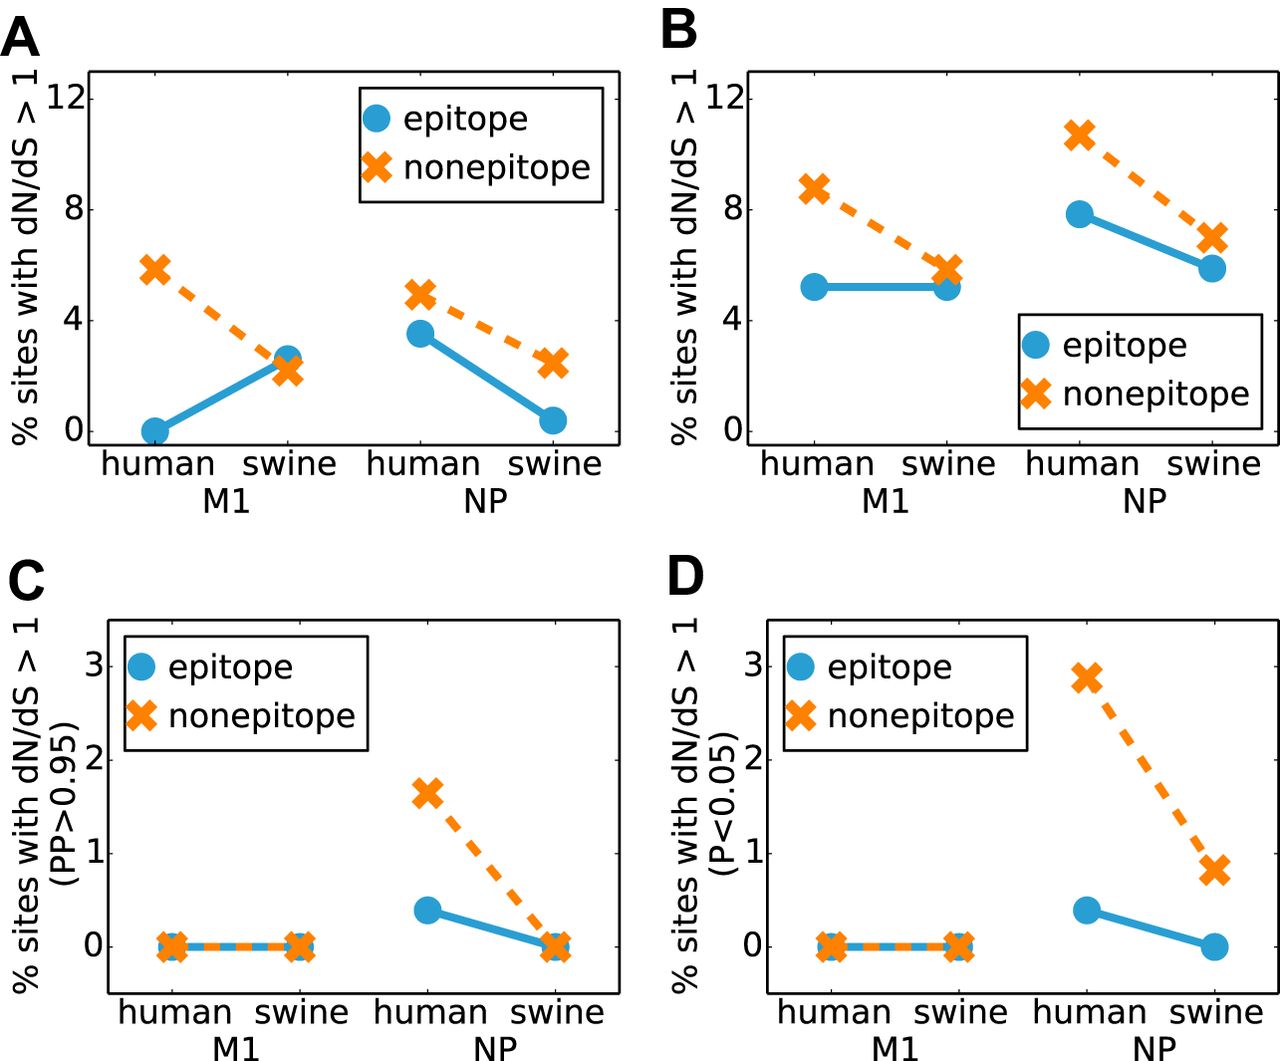 A
% sites with dN/dS > 1
12
8
4
0
epitope
nonepitope
human swine human swine
M1 NP
B
% sites with dN/dS > 1
12
8
4
0
epitope
nonepitope
human swine human swine
M1 NP
C
% sites with dN/dS > 1
(PP>0.95)
3
2
1
0
epitope
nonepitope
human swine human swine
M1 NP
D
% sites with dN/dS > 1
(P<0.05)
3
2
1
0
epitope
nonepitope
human swine human swine
M1 NP